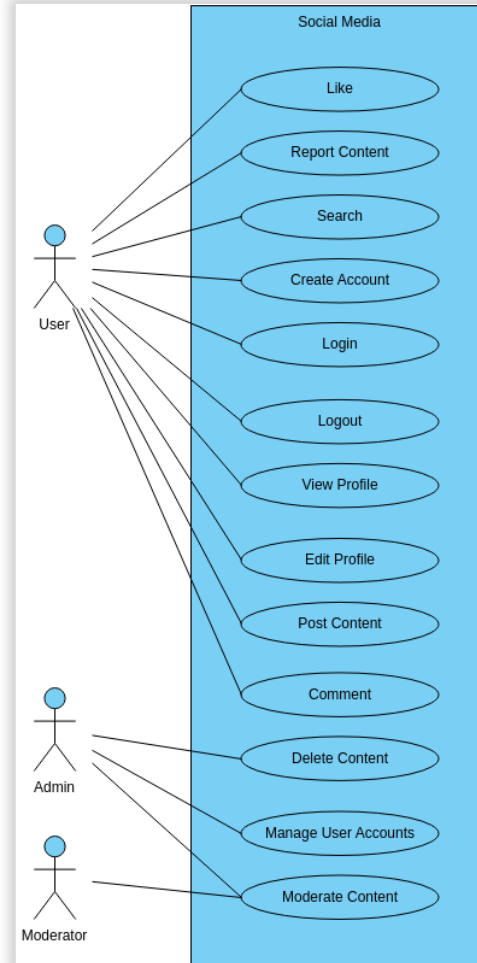 Social Media
Like
Report Content
Search
Create Account
User
Login
Logout
View Profile
Edit Profile
Post Content
Comment
Delete Content
Admin
Manage User Accounts
Moderate Content
Moderator